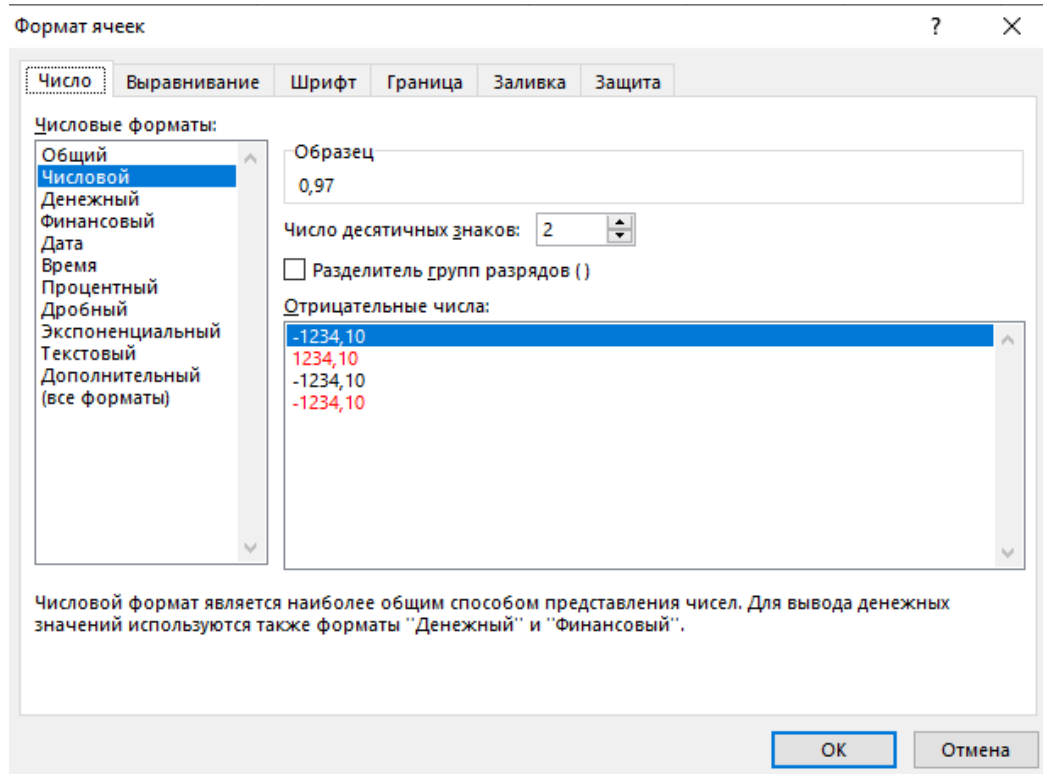 Формат ячеек
?
Число Выравнивание Шрифт Граница Заливка Защита
Числовые форматы:
Общий
Числовой
Денежный
Финансовый
Дата
Время
Процентный
Дробный
Экспоненциальный
Текстовый
Дополнительный
(все форматы)
Образец
0,97
Число десятичных знаков: 2
Разделитель групп разрядов ( )
Отрицательные числа:
-1234,10
1234,10
-1234,10
-1234,10
Числовой формат является наиболее общим способом представления чисел. Для вывода денежных
значений используются также форматы "Денежный" и "Финансовый".
ОК Отмена